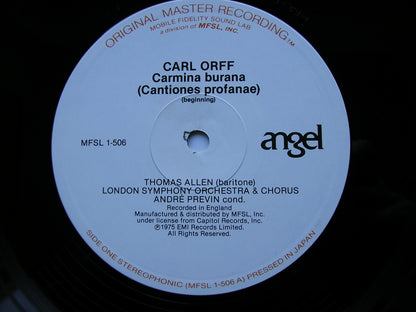 ORIGINAL MASTER RECORDING™
MOBILE FIDELITY SOUND LAB
a division of MFSL, INC.
CARL ORFF
Carmina burana
(Cantiones profanae)
(beginning)
MFSL 1-506
angel
THOMAS ALLEN (baritone)
LONDON SYMPHONY ORCHESTRA & CHORUS
ANDRÉ PREVIN cond.
Recorded in England
Manufactured & distributed by MFSL, Inc.
under license from Capitol Records, Inc.
℗1975 EMI Records Limited.
All Rights Reserved.
SIDE ONE STEREOPHONIC (MFSL 1-506 A) PRESSED IN JAPAN